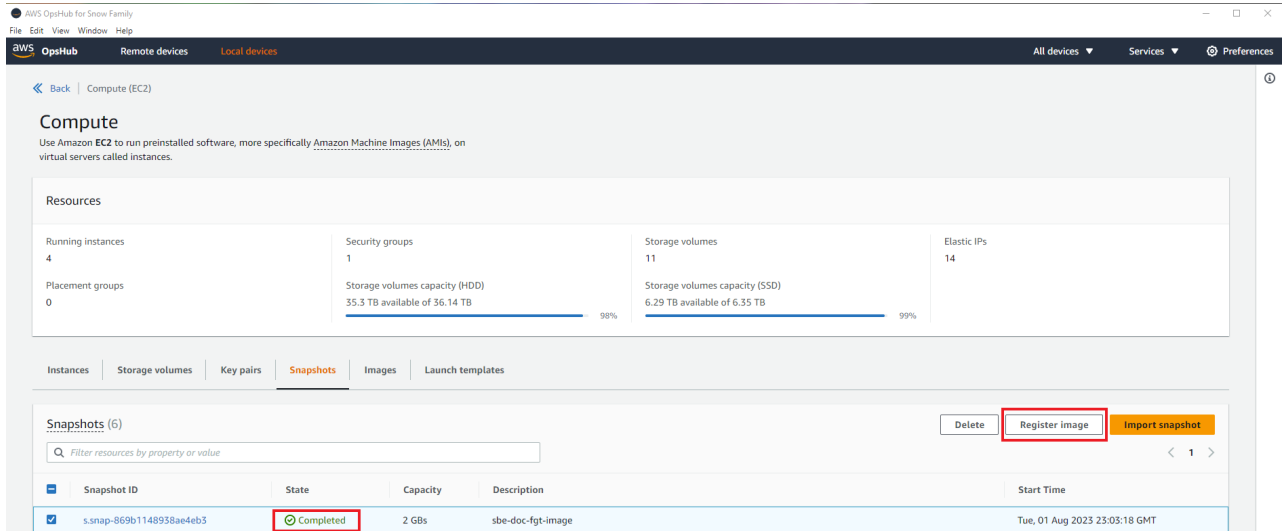 AWS OpsHub for Snow Family
File Edit View Window Help
aws OpsHub Remote devices Local devices All devices Services Preferences
Back | Compute (EC2)
Compute
Use Amazon EC2 to run preinstalled software, more specifically Amazon Machine Images (AMIs), on
virtual servers called instances.
Resources
Running instances Security groups Storage volumes Elastic IPs
4 1 11 14
Placement groups Storage volumes capacity (HDD) Storage volumes capacity (SSD)
0 35.3 TB available of 36.14 TB 6.29 TB available of 6.35 TB
98% 99%
Instances Storage volumes Key pairs Snapshots Images Launch templates
Snapshots (6) Delete Register image Import snapshot
Filter resources by property or value < 1 >
Snapshot ID State Capacity Description Start Time
s.snap-869b1148938ae4eb3 Completed 2 GBs sbe-doc-fgt-image Tue, 01 Aug 2023 23:03:18 GMT